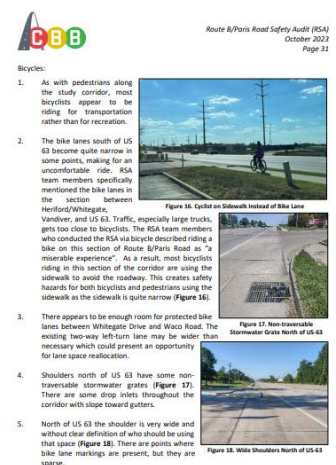 CBB
Route B/Paris Road Safety Audit (RSA)
October 2023
Page 31
Bicycles:
1. As with pedestrians along
the study corridor, most
bicyclists appear to be
riding for transportation
rather than for recreation.
2. The bike lanes south of US
63 become quite narrow in
some points, making for an
uncomfortable ride. RSA
team members specifically
mentioned the bike lanes in
the section between
Heriford/Whitegate,
Figure 16. Cyclist on Sidewalk Instead of Bike Lane
Vandiver, and US 63. Traffic, especially large trucks,
gets too close to bicycles. The RSA team members
who conducted the RSA via bicycle described riding a
bike on this section of Route B/Paris Road as "a
miserable experience". As a result, most bicyclists
riding in this section of the corridor are using the
sidewalk to avoid the roadway. This creates safety
hazards for both bicyclists and pedestrians using the
sidewalk as the sidewalk is quite narrow (Figure 16).
Figure 17. Non-traversable
Stormwater Grate North of US-63
3. There appears to be enough room for protected bike
lanes between Whitegate Drive and Waco Road. The
existing two-way left-turn lane may be wider than
necessary which could present an opportunity
for lane space reallocation.
4. Shoulders north of US 63 have some non-
traversable stormwater grates (Figure 17).
There are some drop inlets throughout the
corridor with slope toward gutters.
5. North of US 63 the shoulder is very wide and
without clear definition of who should be using
that space (Figure 18). There are points where
bike lane markings are present, but they are
sparse.
Figure 18. Wide Shoulders North of US-63